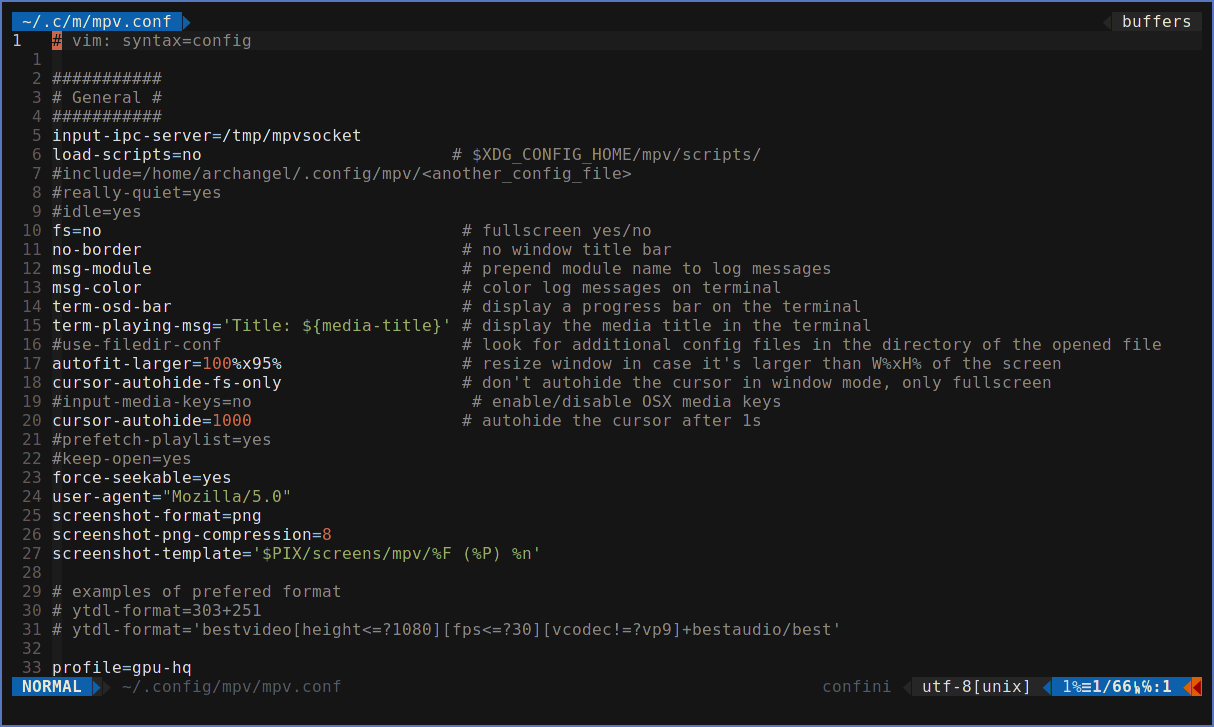 ~/.c/m/mpv.conf buffers
1 # vim: syntax=config
1
2 ###########
3 # General #
4 ###########
5 input-ipc-server=/tmp/mpvsocket
6 load-scripts=no # $XDG_CONFIG_HOME/mpv/scripts/
7 #include=/home/archangel/.config/mpv/<another_config_file>
8 #really-quiet=yes
9 #idle=yes
10 fs=no # fullscreen yes/no
11 no-border # no window title bar
12 msg-module # prepend module name to log messages
13 msg-color # color log messages on terminal
14 term-osd-bar # display a progress bar on the terminal
15 term-playing-msg='Title: ${media-title}' # display the media title in the terminal
16 #use-filedir-conf # look for additional config files in the directory of the opened file
17 autofit-larger=100%x95% # resize window in case it's larger than W%xH% of the screen
18 cursor-autohide-fs-only # don't autohide the cursor in window mode, only fullscreen
19 #input-media-keys=no # enable/disable OSX media keys
20 cursor-autohide=1000 # autohide the cursor after 1s
21 #prefetch-playlist=yes
22 #keep-open=yes
23 force-seekable=yes
24 user-agent="Mozilla/5.0"
25 screenshot-format=png
26 screenshot-png-compression=8
27 screenshot-template='$PIX/screens/mpv/%F (%P) %n'
28
29 # examples of prefered format
30 # ytdl-format=303+251
31 # ytdl-format='bestvideo[height<=?1080][fps<=?30][vcodec!=?vp9]+bestaudio/best'
32
33 profile=gpu-hq
NORMAL ~/.config/mpv/mpv.conf confini utf-8[unix] 1%≡1/66㏑℅:1